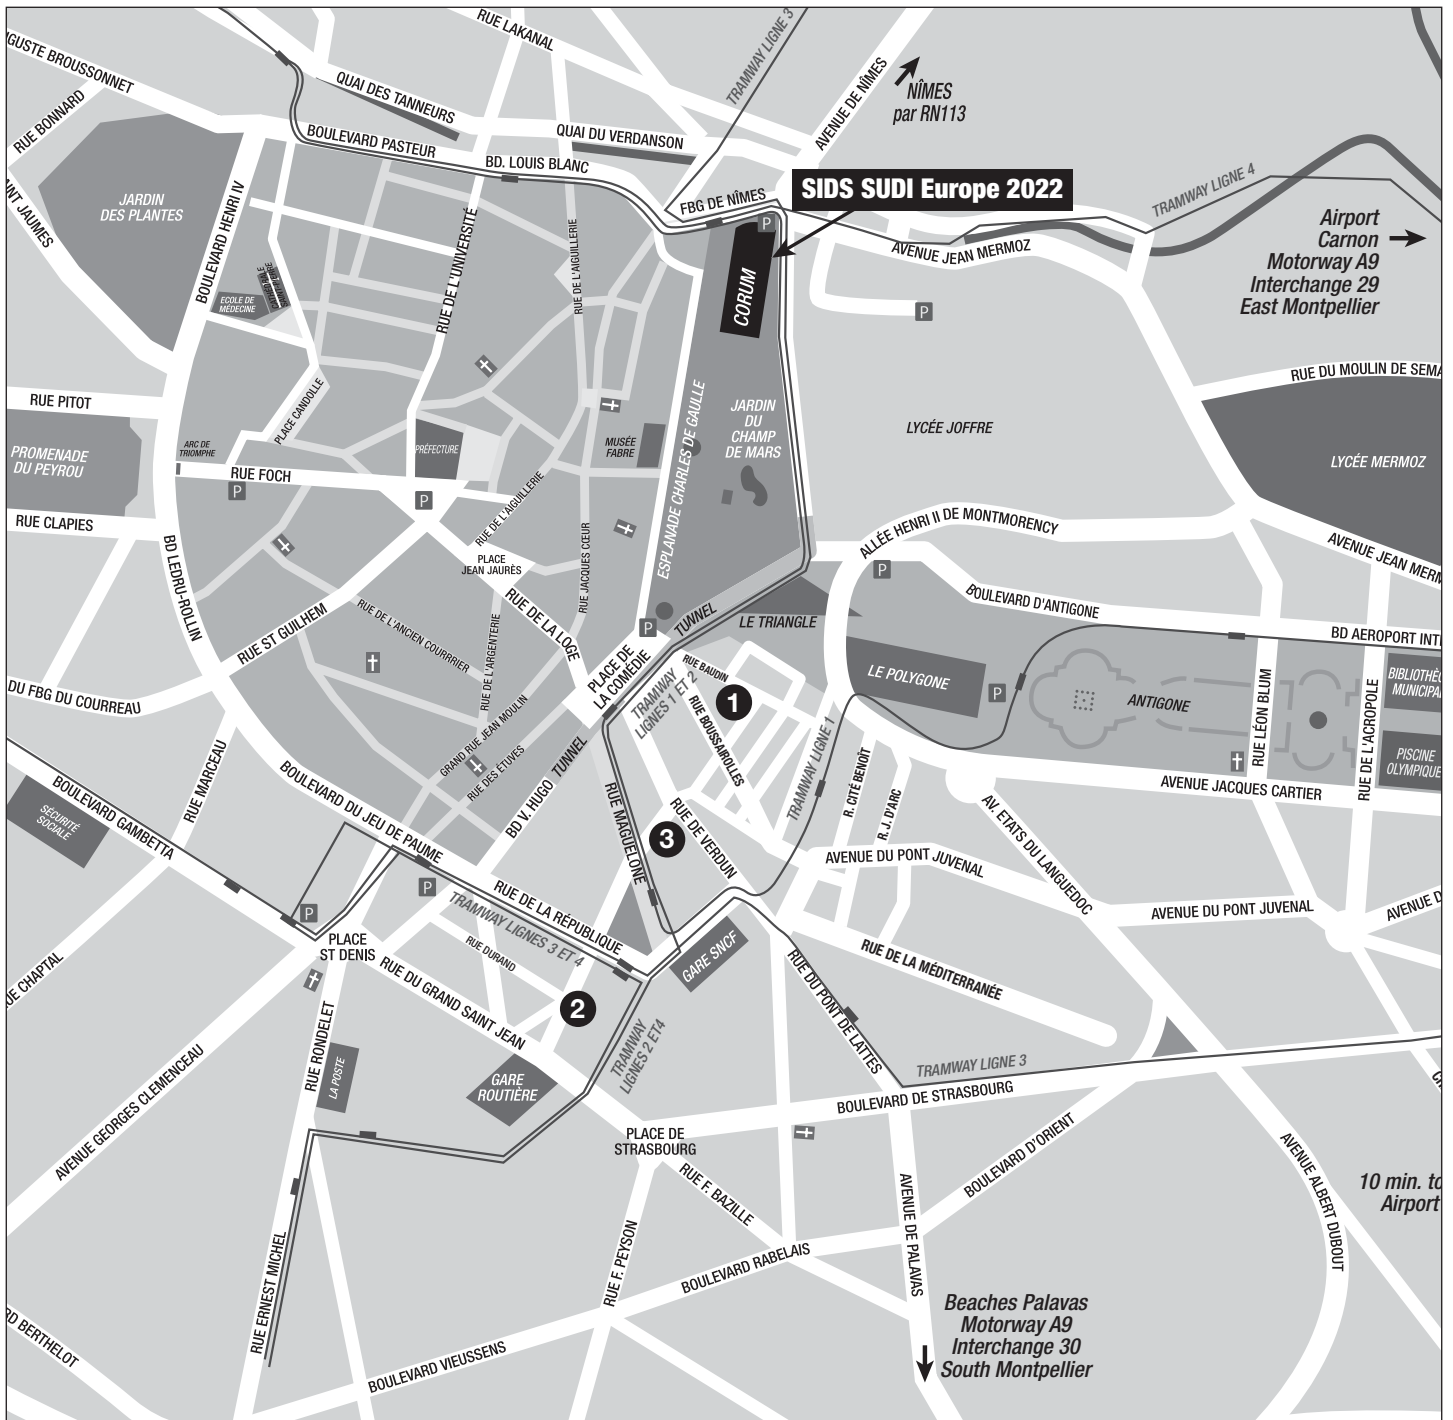 RUE LAKANAL
TRAMWAY LIGNE 3
GUSTE BROUSSONNET
QUAI DES TANNEURS
AVENUE DE NÎMES
NÎMES
par RN113
RUE BONNARD
BOULEVARD PASTEUR
QUAI DU VERDANSON
BD. LOUIS BLANC
SIDS SUDI Europe 2022
FBG DE NÎMES
P
TRAMWAY LIGNE 4
JARDIN
DES PLANTES
INT JAUMES
BOULEVARD HENRI IV
RUE DE L'UNIVERSITÉ
RUE DE L'AIGUILLERIE
AVENUE JEAN MERMOZ
Airport
Carnon
Motorway A9
Interchange 29
East Montpellier
ECOLE DE
MÉDECINE
CORUM
P
RUE DU MOULIN DE SEMA
RUE PITOT
PLACE CANDOLLE
ESPLANADE CHARLES DE GAULLE
JARDIN
DU
CHAMP
DE MARS
LYCÉE JOFFRE
LYCÉE MERMOZ
PROMENADE
DU PEYROU
ARC DE
TRIOMPHE
PRÉFECTURE
MUSÉE
FABRE
RUE FOCH
P
P
RUE DE L'AIGUILLERIE
RUE CLAPIES
BD LEDRU-ROLLIN
PLACE
JEAN JAURÈS
RUE JACQUES CŒUR
ALLÉE HENRI II DE MONTMORENCY
P
AVENUE JEAN MERM
BOULEVARD D'ANTIGONE
BD AEROPORT INT
RUE ST GUILHEM
RUE DE L'ANCIEN COURRRIER
RUE DE L'ARGENTERIE
RUE DE LA LOGE
P
TUNNEL
LE TRIANGLE
PLACE DE
LA COMÉDIE
RUE BAUDIN
TRAMWAY
LIGNES 1 ET 2
1
RUE BOUSSAIROLLES
LE POLYGONE
P
ANTIGONE
RUE LÉON BLUM
RUE DE L'ACROPOLE
BIBLIOTHÈ
MUNICIPA
PISCINE
OLYMPIQUE
DU FBG DU COURREAU
GRAND RUE JEAN MOULIN
RUE DES ÉTUVES
TUNNEL
BD V. HUGO
RUE MARCEAU
BOULEVARD DU JEU DE PAUME
BOULEVARD GAMBETTA
SÉCURITÉ
SOCIALE
RUE MAGUELONE
3
RUE DE VERDUN
TRAMWAY LIGNE 1
R. CITÉ BENOÎT
R. J. D'ARC
AVENUE JACQUES CARTIER
AV. ETATS DU LANGUEDOC
AVENUE DU PONT JUVENAL
AVENUE DU PONT JUVENAL
AVENUE D
P
P
RUE DE LA RÉPUBLIQUE
TRAMWAY LIGNES 3 ET 4
PLACE
ST DENIS
RUE DURAND
GARE SNCF
RUE DE LA MÉDITERRANÉE
RUE DU PONT DE LATTES
UE CHAPTAL
RUE DU GRAND SAINT JEAN
2
TRAMWAY
LIGNES 2 ET4
RUE RONDELET
LA POSTE
GARE
ROUTIÈRE
TRAMWAY LIGNE 3
BOULEVARD DE STRASBOURG
AVENUE GEORGES CLEMENCEAU
PLACE DE
STRASBOURG
RUE F. BAZILLE
BOULEVARD D'ORIENT
AVENUE ALBERT DUBOUT
AVENUE DE PALAVAS
10 min. to
Airport
RUE ERNEST MICHEL
RUE F. PEYSON
BOULEVARD RABELAIS
RD BERTHELOT
BOULEVARD VIEUSSENS
Beaches Palavas
Motorway A9
Interchange 30
South Montpellier